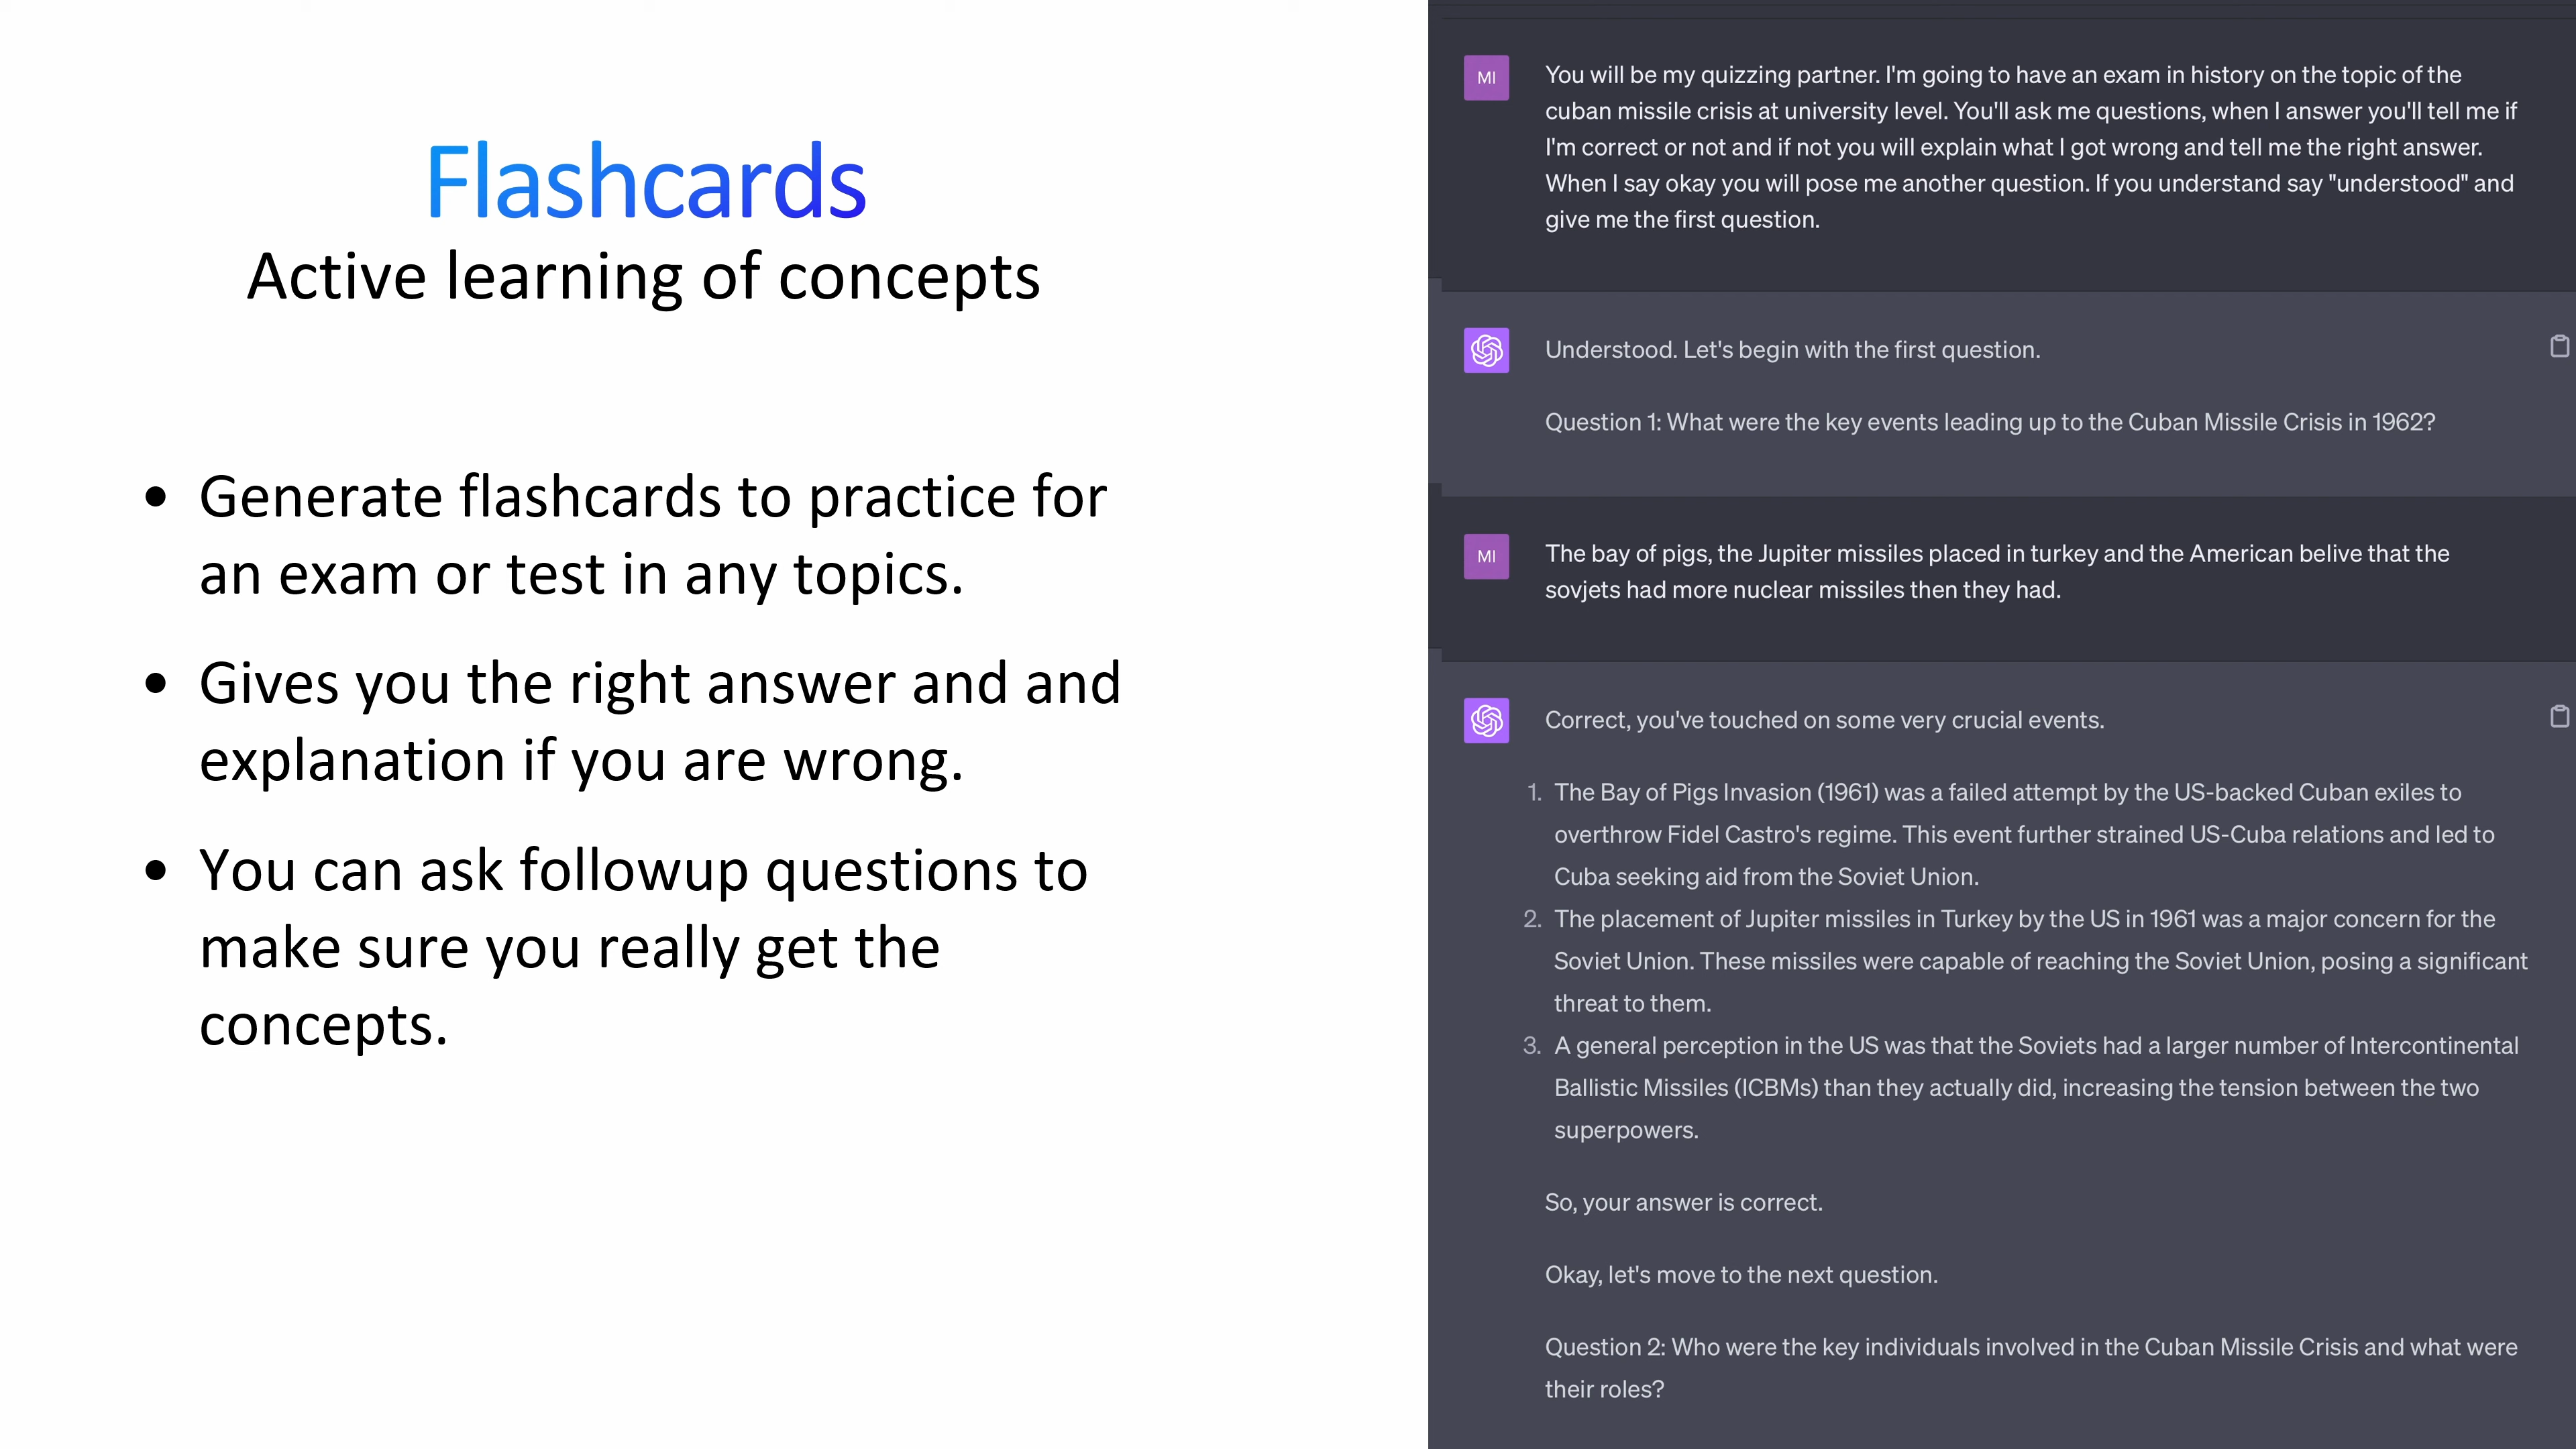 Flashcards
Active learning of concepts
• Generate flashcards to practice for
an exam or test in any topics.
• Gives you the right answer and and
explanation if you are wrong.
• You can ask followup questions to
make sure you really get the
concepts.
MI
You will be my quizzing partner. I'm going to have an exam in history on the topic of the
cuban missile crisis at university level. You'll ask me questions, when I answer you'll tell me if
I'm correct or not and if not you will explain what I got wrong and tell me the right answer.
When I say okay you will pose me another question. If you understand say "understood" and
give me the first question.
Understood. Let's begin with the first question.
Question 1: What were the key events leading up to the Cuban Missile Crisis in 1962?
MI
The bay of pigs, the Jupiter missiles placed in turkey and the American belive that the
sovjets had more nuclear missiles then they had.
Correct, you've touched on some very crucial events.
1. The Bay of Pigs Invasion (1961) was a failed attempt by the US-backed Cuban exiles to
overthrow Fidel Castro's regime. This event further strained US-Cuba relations and led to
Cuba seeking aid from the Soviet Union.
2. The placement of Jupiter missiles in Turkey by the US in 1961 was a major concern for the
Soviet Union. These missiles were capable of reaching the Soviet Union, posing a significant
threat to them.
3. A general perception in the US was that the Soviets had a larger number of Intercontinental
Ballistic Missiles (ICBMs) than they actually did, increasing the tension between the two
superpowers.
So, your answer is correct.
Okay, let's move to the next question.
Question 2: Who were the key individuals involved in the Cuban Missile Crisis and what were
their roles?